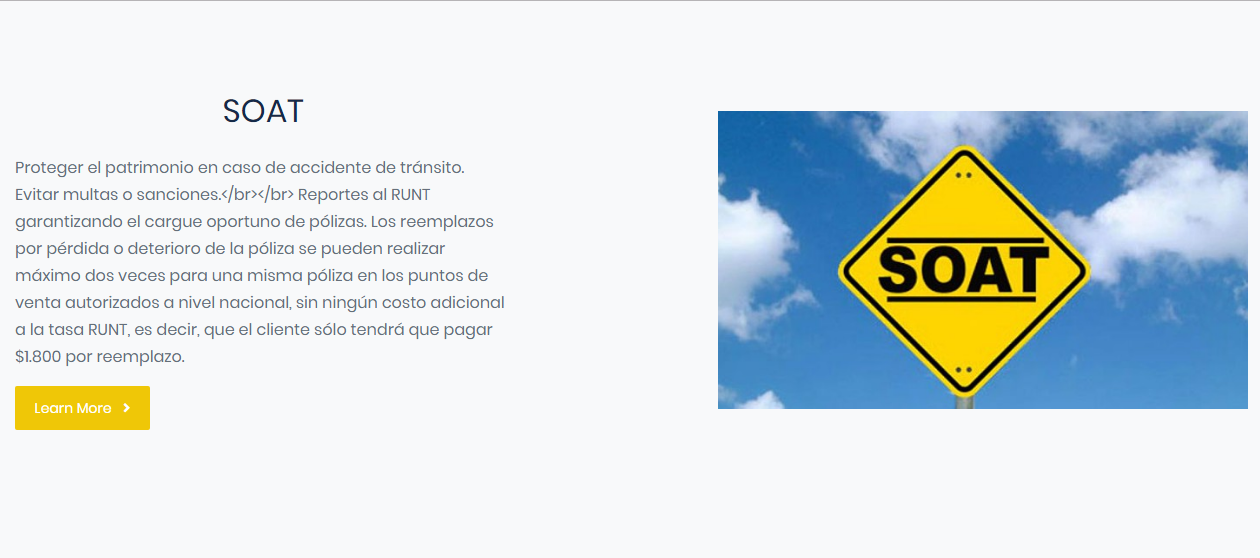 SOAT
Proteger el patrimonio en caso de accidente de tránsito.
Evitar multas o sanciones.</br></br> Reportes al RUNT
garantizando el cargue oportuno de pólizas. Los reemplazos
por pérdida o deterioro de la póliza se pueden realizar
máximo dos veces para una misma póliza en los puntos de
venta autorizados a nivel nacional, sin ningún costo adicional
a la tasa RUNT, es decir, que el cliente sólo tendrá que pagar
$1.800 por reemplazo.
Learn More
SOAT